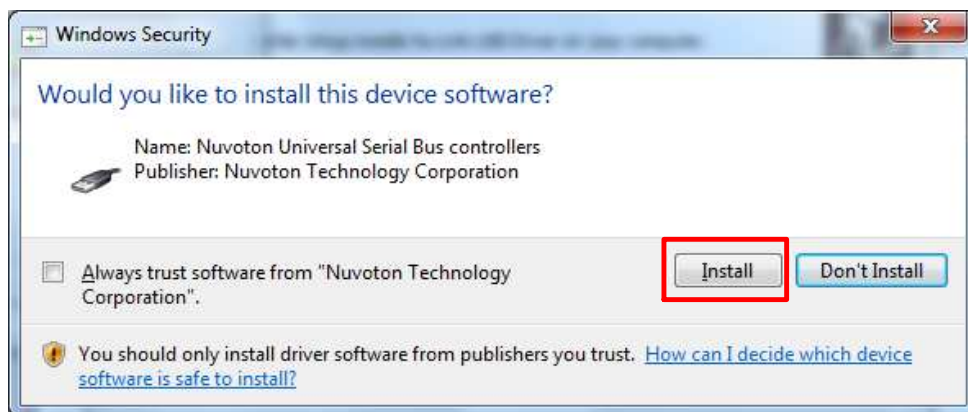 Windows Security
Would you like to install this device software?
Name: Nuvoton Universal Serial Bus controllers
Publisher: Nuvoton Technology Corporation
Always trust software from "Nuvoton Technology
Corporation".
Install
Don't Install
You should only install driver software from publishers you trust. How can I decide which device
software is safe to install?